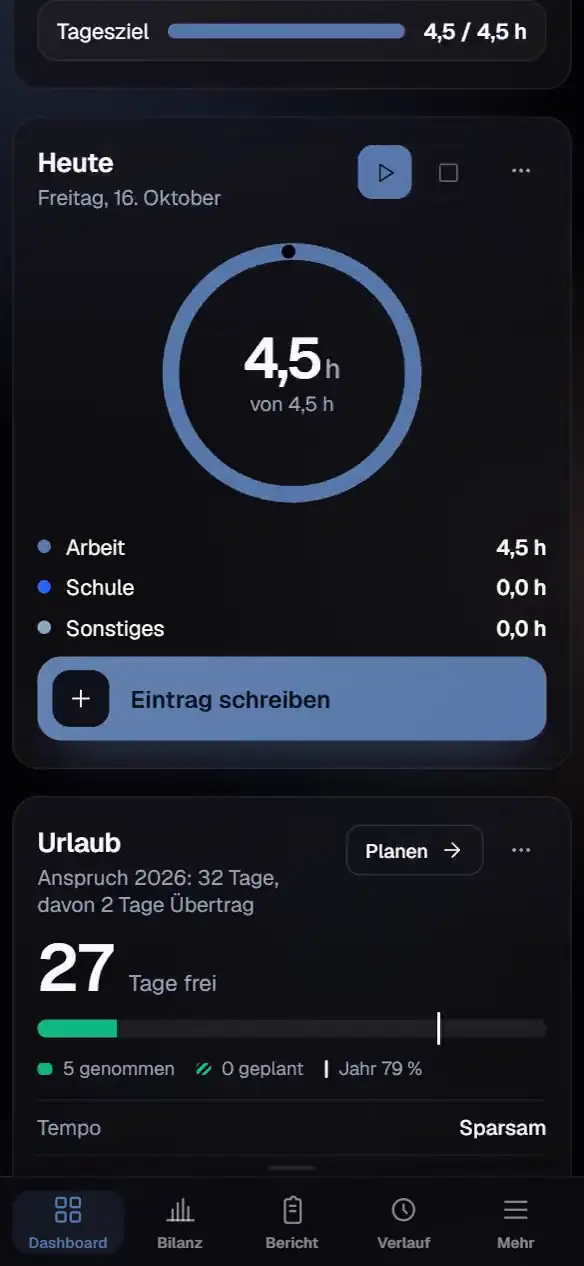 Tagesziel 4,5 / 4,5 h
Heute
Freitag, 16. Oktober
4,5 h
von 4,5 h
Arbeit 4,5 h
Schule 0,0 h
Sonstiges 0,0 h
Eintrag schreiben
Urlaub
Planen
Anspruch 2026: 32 Tage,
davon 2 Tage Übertrag
27 Tage frei
5 genommen 0 geplant Jahr 79 %
Tempo Sparsam
Dashboard Bilanz Bericht Verlauf Mehr